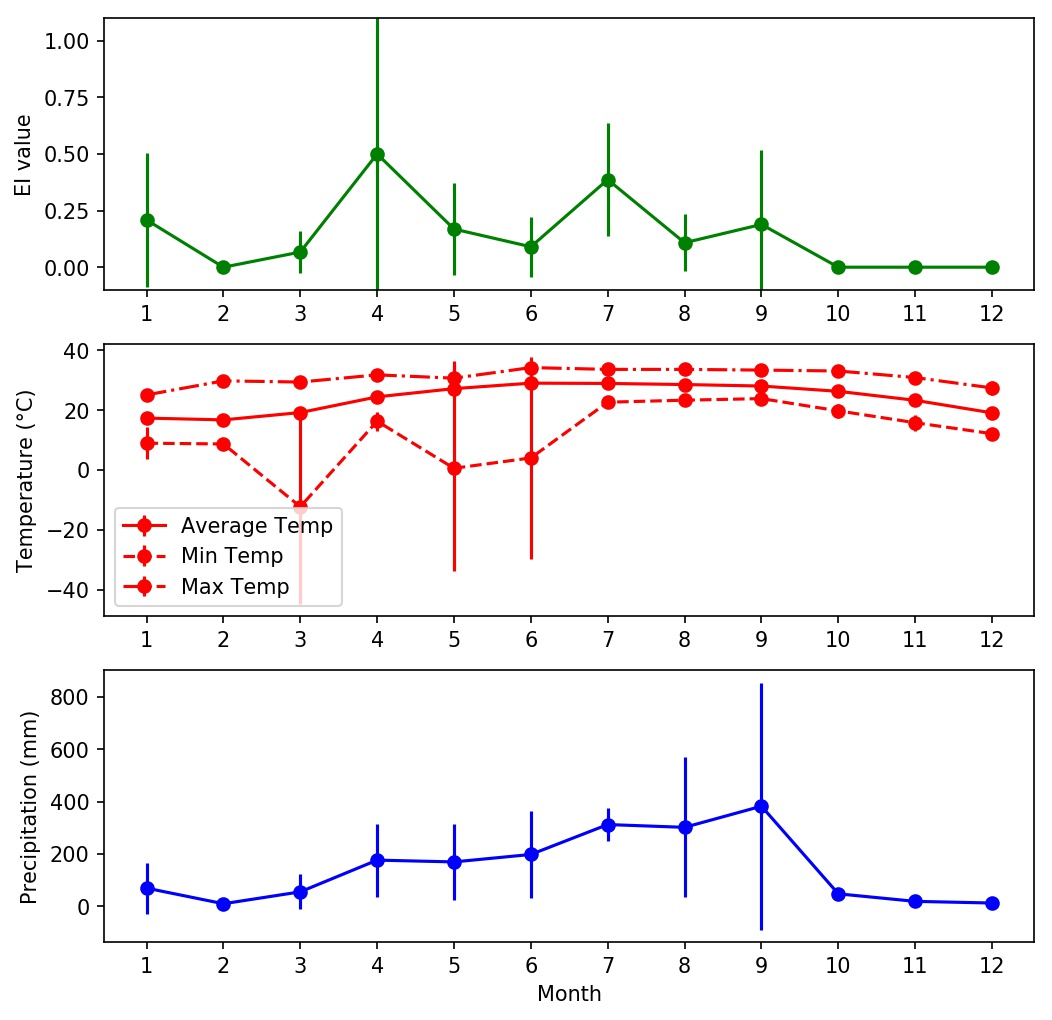 1.00
0.75
0.50
0.25
0.00
EI value
1 2 3 4 5 6 7 8 9 10 11 12
40
20
0
−20
−40
Temperature (°C)
Average Temp
Min Temp
Max Temp
1 2 3 4 5 6 7 8 9 10 11 12
800
600
400
200
0
Precipitation (mm)
1 2 3 4 5 6 7 8 9 10 11 12
Month